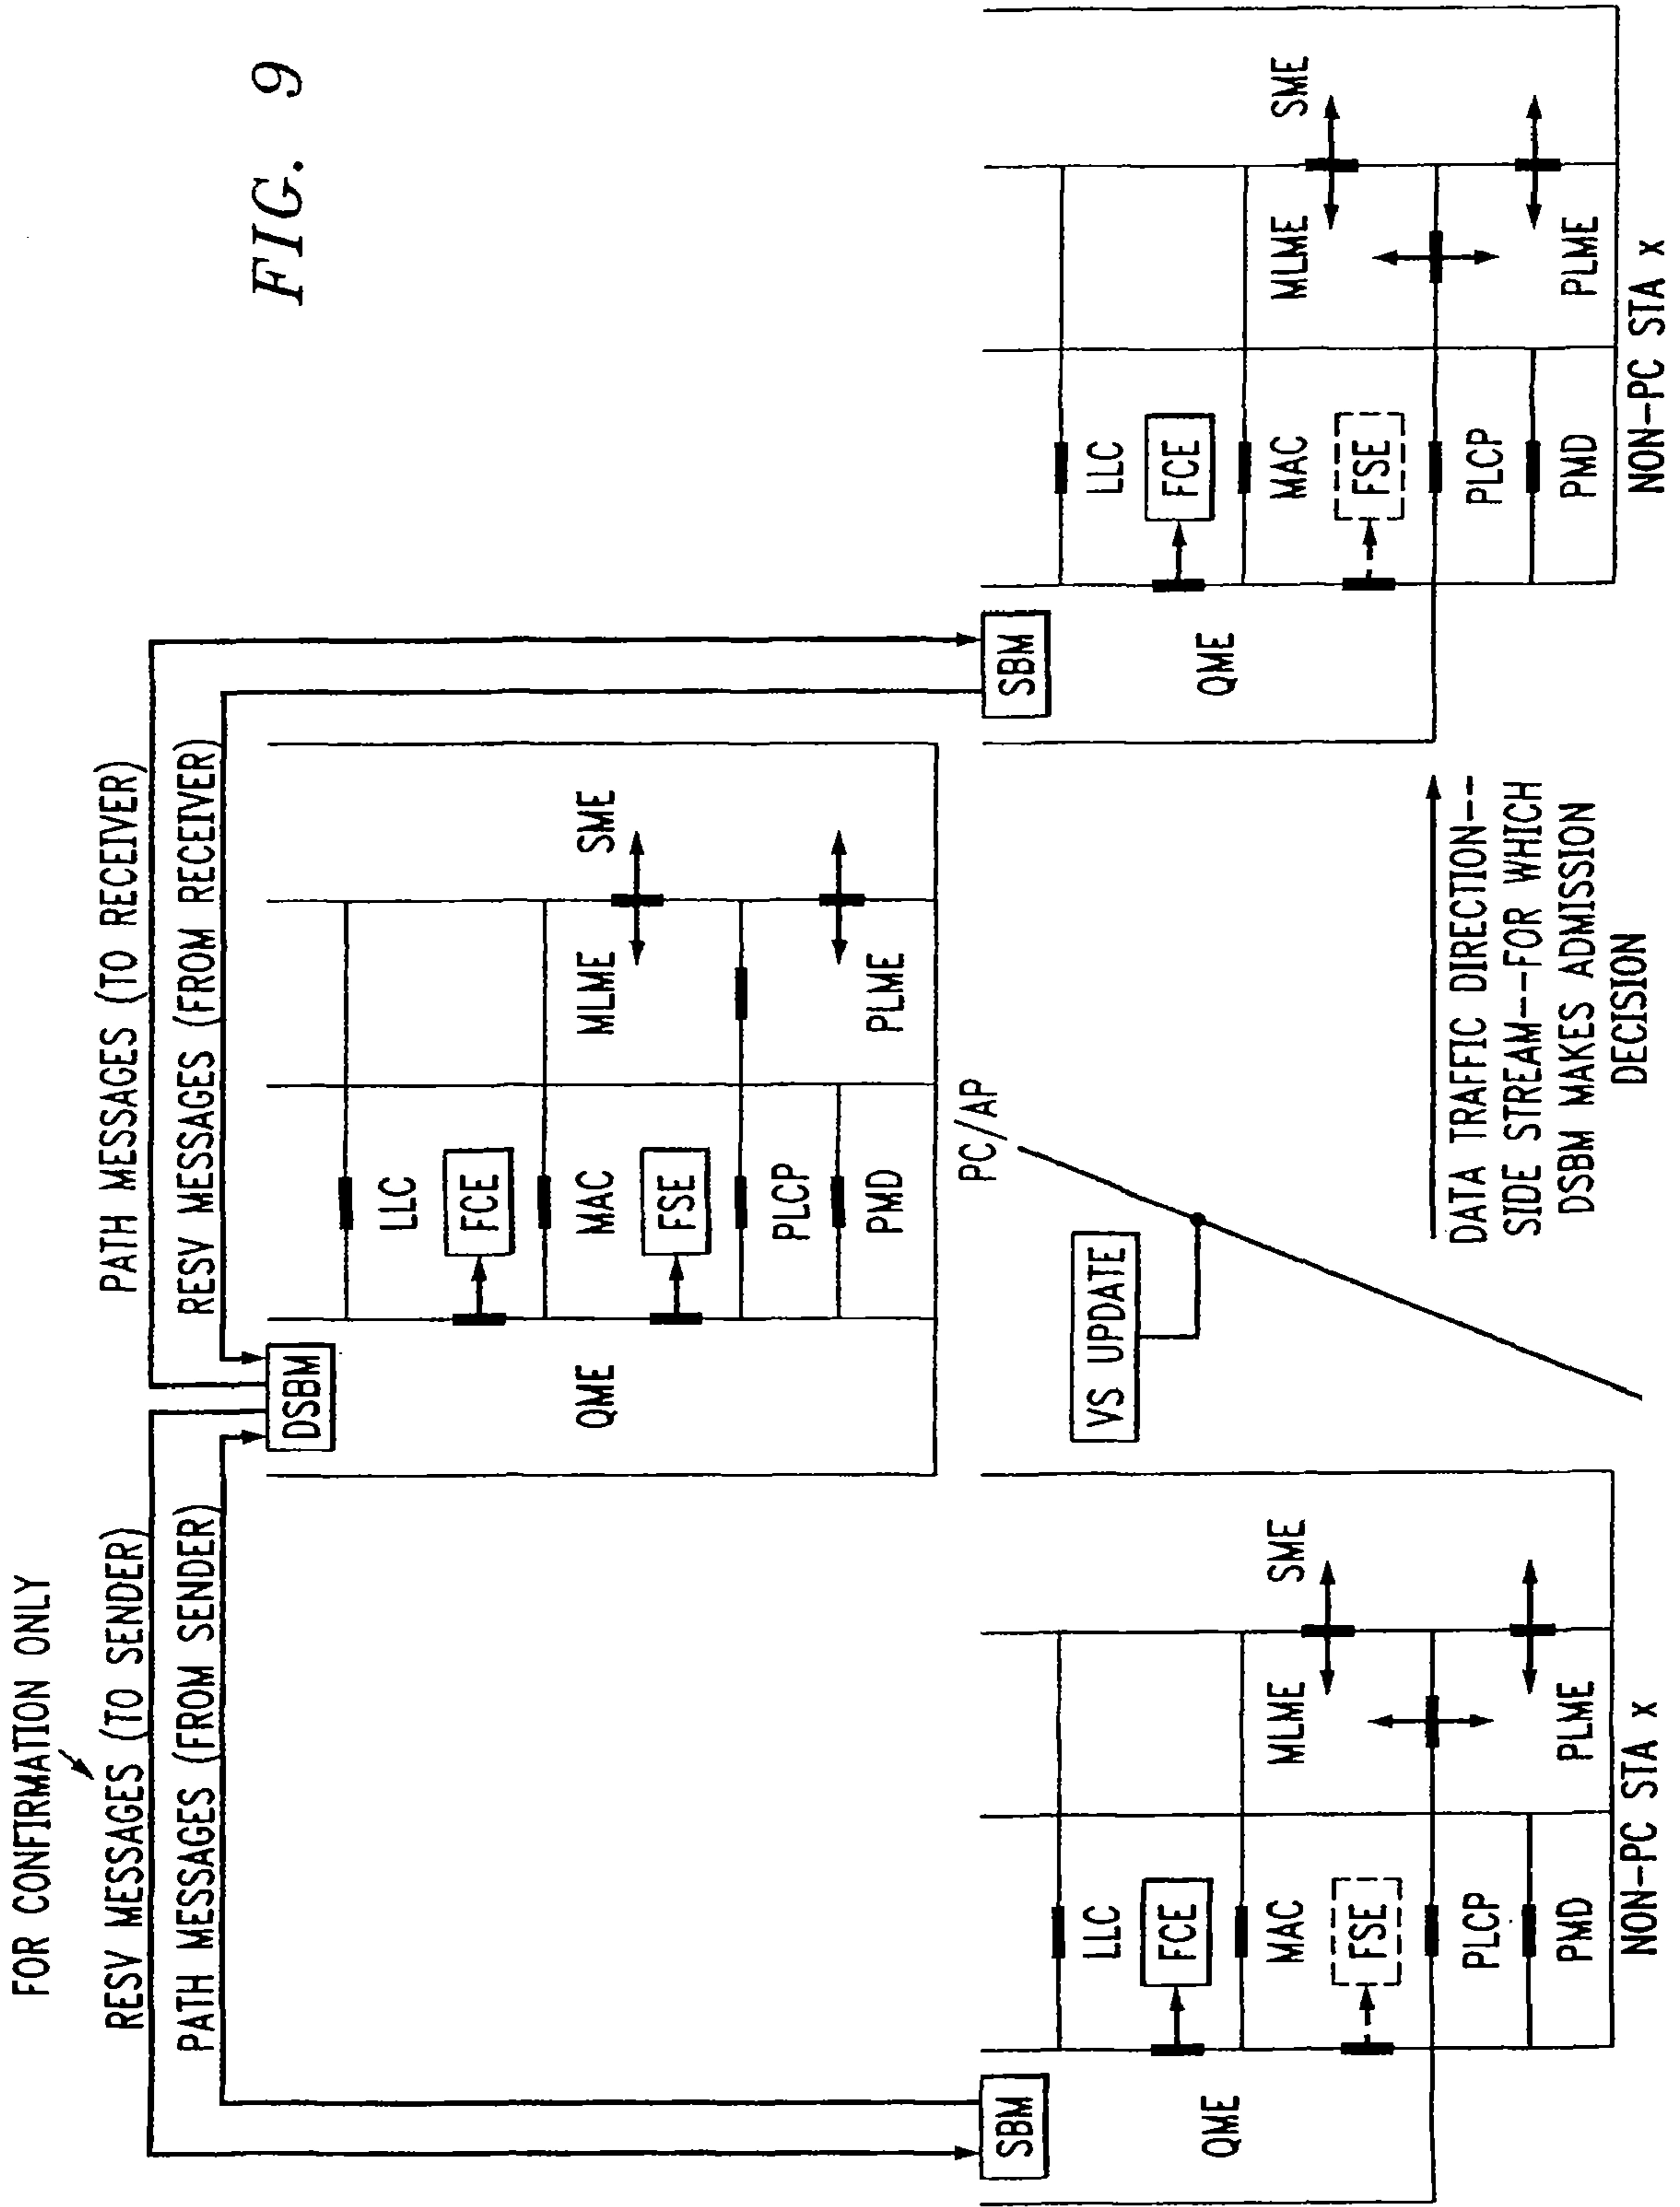 FIG. 9
FOR CONFIRMATION ONLY
RESV MESSAGES (TO SENDER)
PATH MESSAGES (FROM SENDER)
PATH MESSAGES (TO RECEIVER)
RESV MESSAGES (FROM RECEIVER)
DSBM
QME
LLC
FCE
MAC
FSE
PLCP
PMD
MLME
SME
PLME
PC/AP
VS UPDATE
SBM
QME
LLC
FCE
MAC
FSE
PLCP
PMD
MLME
SME
PLME
NON-PC STA x
DATA TRAFFIC DIRECTION--
SIDE STREAM--FOR WHICH
DSBM MAKES ADMISSION
DECISION
SBM
QME
LLC
FCE
MAC
FSE
PLCP
PMD
MLME
SME
PLME
NON-PC STA x